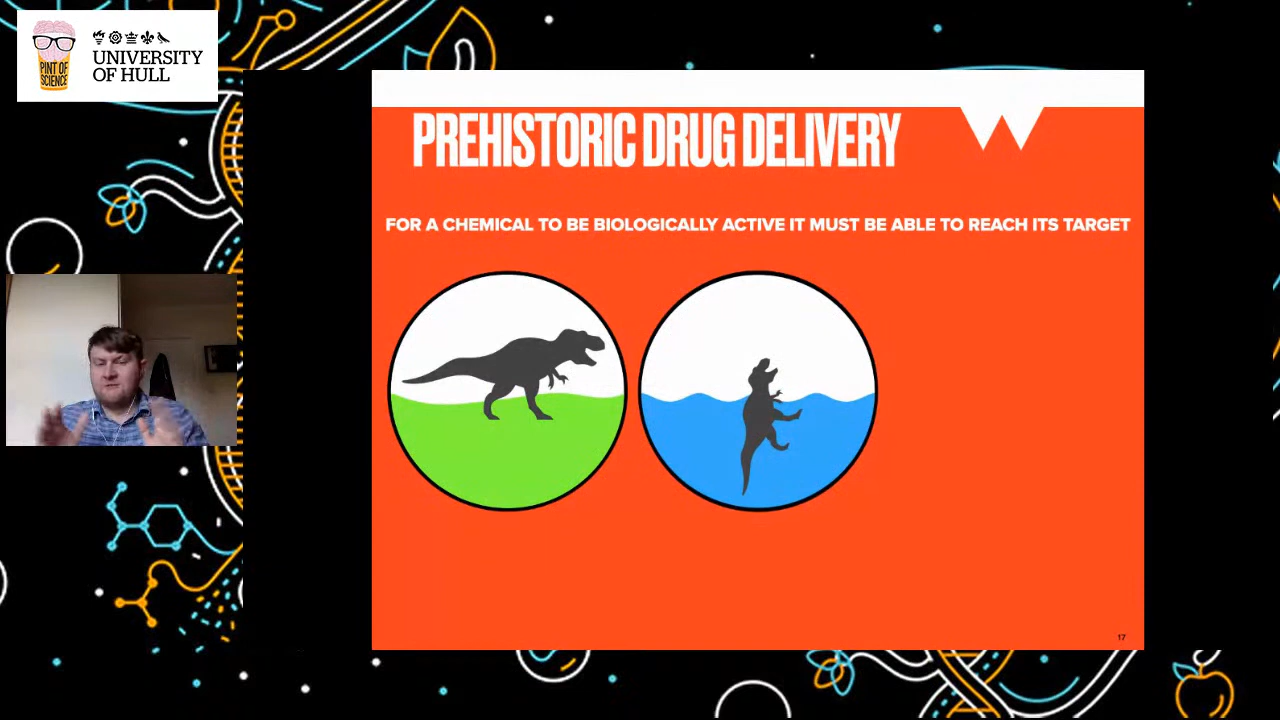 PINT OF
SCIENCE
UNIVERSITY
OF HULL
PREHISTORIC DRUG DELIVERY
FOR A CHEMICAL TO BE BIOLOGICALLY ACTIVE IT MUST BE ABLE TO REACH ITS TARGET
17